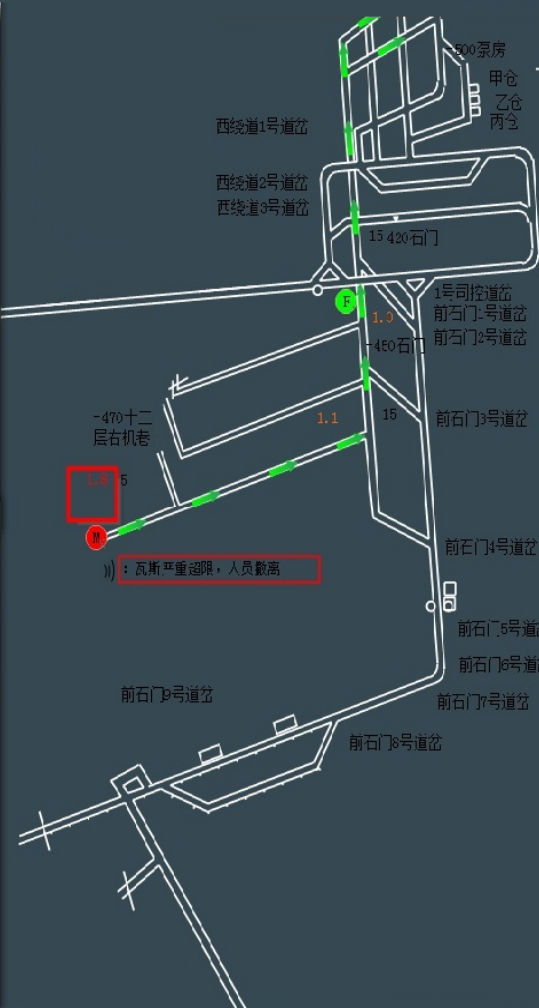 -500泵房
甲仓
乙仓
丙仓
西绕道1号道岔
西绕道2号道岔
西绕道3号道岔
15 420石门
1号司控道岔
F
前石门1号道岔
1.0
前石门2号道岔
-450石门
-470十二
层右机巷
1.1
15
前石门3号道岔
1.6
5
M
：瓦斯严重超限，人员撤离
前石门4号道岔
前石门5号道
前石门6号道
前石门9号道岔
前石门7号道岔
前石门8号道岔